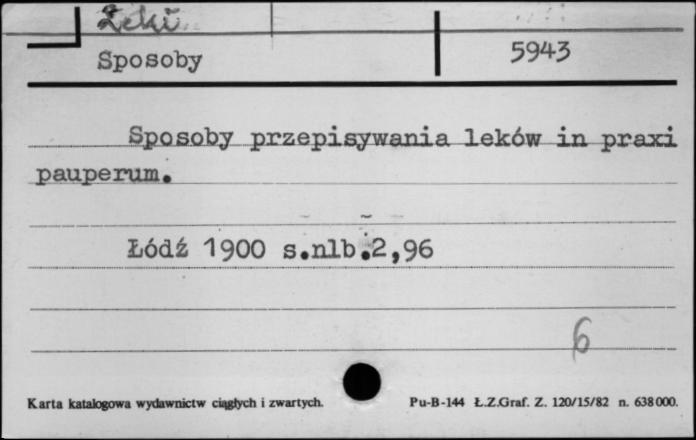 Leki
Sposoby 5943
Sposoby przepisywania leków in praxi
pauperum.
Łódź 1900 s.nlb.2,96
6
Karta katalogowa wydawnictw ciągłych i zwartych. Pu-B-144 Ł.Z.Graf. Z. 120/15/82 n. 638000.